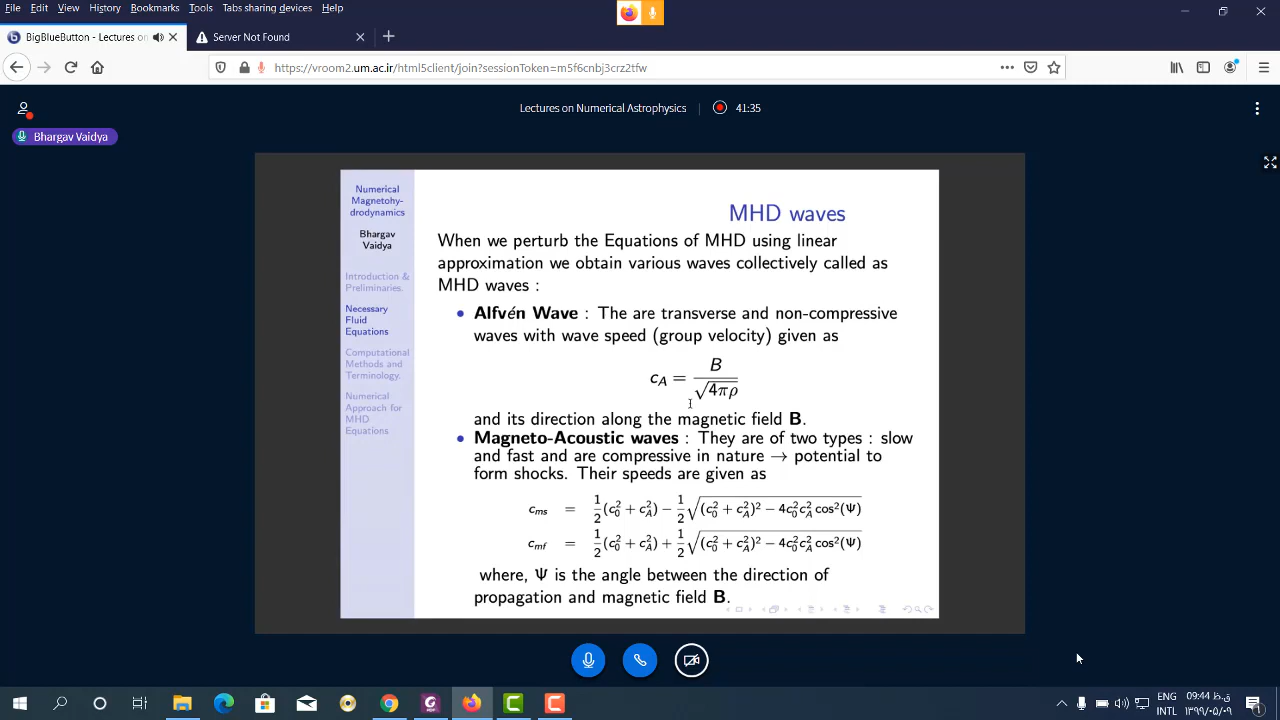 File Edit View History Bookmarks Tools Tabs Help
BigBlueButton - Lectures on
Server Not Found
https://vroom2.um.ac.ir/html5client/join?sessionToken=m5f6cnbj3crz2tfw
Lectures on Numerical Astrophysics
41:35
Bhargav Vaidya
Numerical
Magnetohy-
drodynamics
Bhargav
Vaidya
Introduction &
Preliminaries.
Necessary
Fluid
Equations
Computational
Methods and
Terminology.
Numerical
Approach for
MHD
Equations
MHD waves
When we perturb the Equations of MHD using linear
approximation we obtain various waves collectively called as
MHD waves :
• Alfvén Wave : The are transverse and non-compressive
waves with wave speed (group velocity) given as
c_A = B / √(4πρ)
and its direction along the magnetic field B.
• Magneto-Acoustic waves : They are of two types : slow
and fast and are compressive in nature → potential to
form shocks. Their speeds are given as
c_ms = 1/2 (c_0^2 + c_A^2) − 1/2 √((c_0^2 + c_A^2)^2 − 4c_0^2 c_A^2 cos^2(Ψ))
c_mf = 1/2 (c_0^2 + c_A^2) + 1/2 √((c_0^2 + c_A^2)^2 − 4c_0^2 c_A^2 cos^2(Ψ))
where, Ψ is the angle between the direction of
propagation and magnetic field B.
ENG
INTL
09:44 ق.ظ
۱۳۹۹/۰۵/۰۹